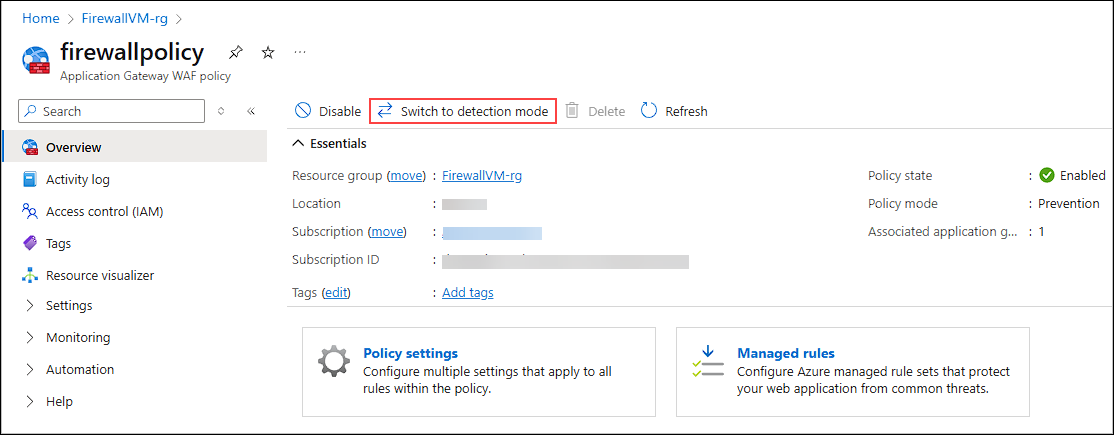 Home > FirewallVM-rg >
firewallpolicy
Application Gateway WAF policy
Search
Disable
Switch to detection mode
Delete
Refresh
Overview
Activity log
Access control (IAM)
Tags
Resource visualizer
Settings
Monitoring
Automation
Help
Essentials
Resource group (move) : FirewallVM-rg
Location :
Subscription (move) :
Subscription ID :
Tags (edit) : Add tags
Policy state : Enabled
Policy mode : Prevention
Associated application g... : 1
Policy settings
Configure multiple settings that apply to all
rules within the policy.
Managed rules
Configure Azure managed rule sets that protect
your web application from common threats.